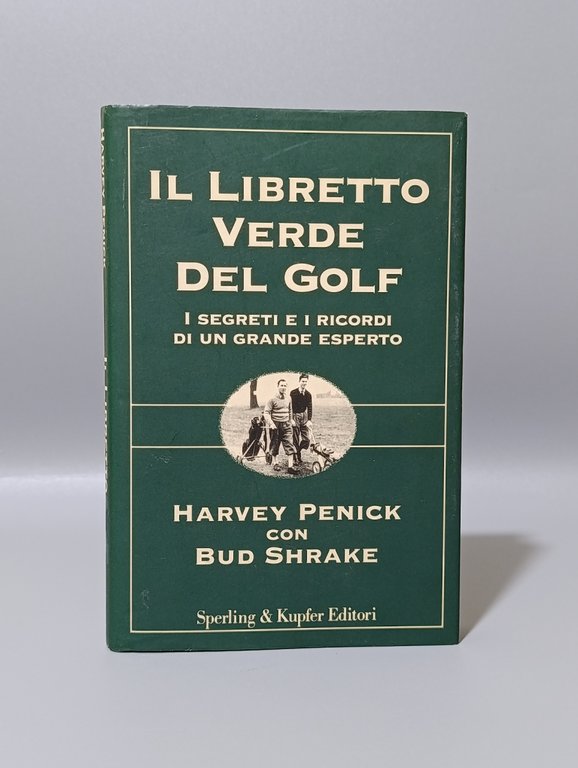 IL LIBRETTO
VERDE
DEL GOLF
I SEGRETI E I RICORDI
DI UN GRANDE ESPERTO
HARVEY PENICK
CON
BUD SHRAKE
Sperling & Kupfer Editori